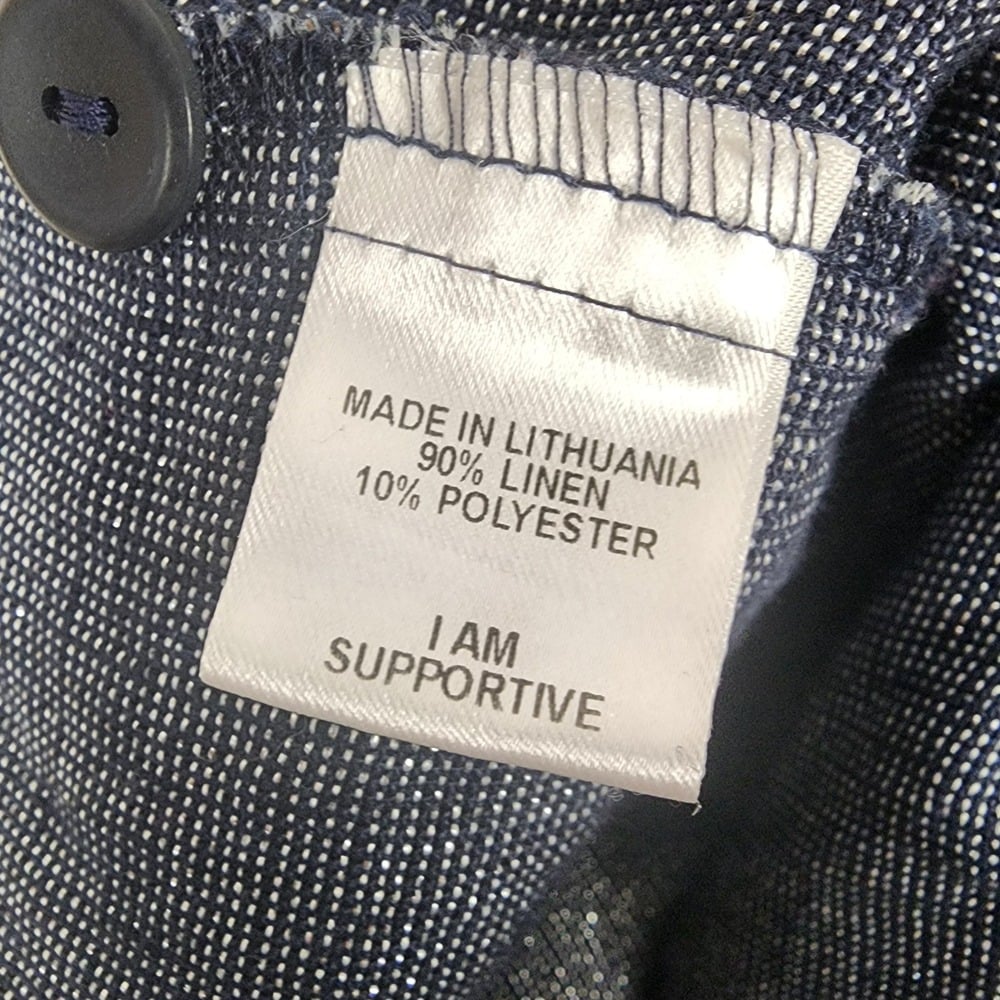 MADE IN LITHUANIA
90% LINEN
10% POLYESTER
I AM
SUPPORTIVE